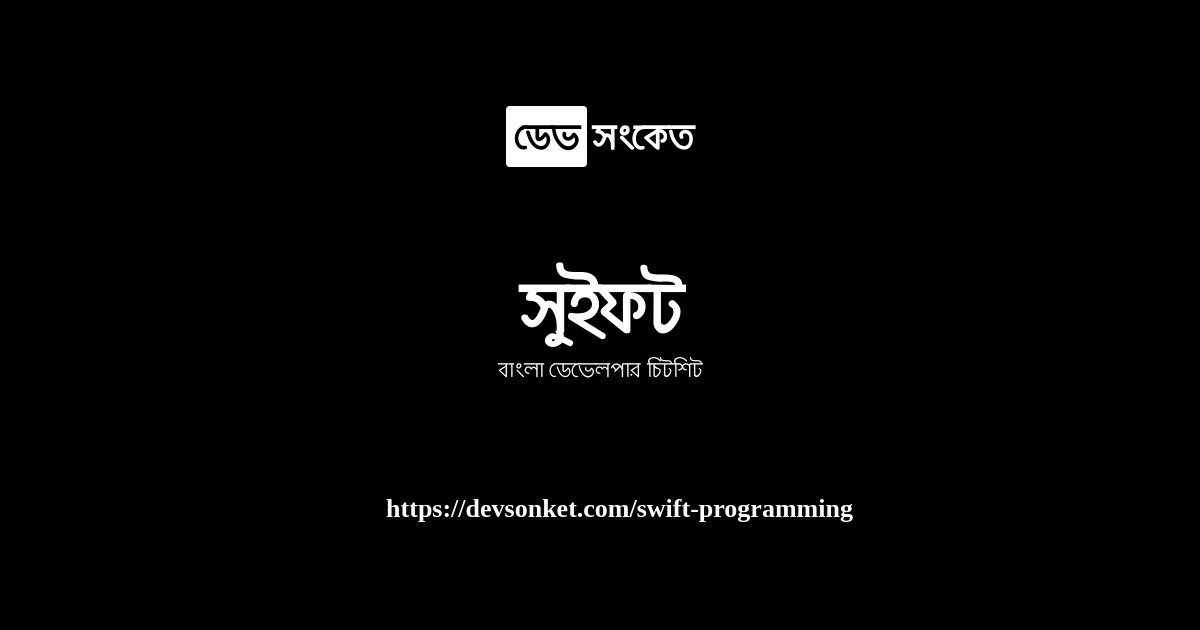 ডেভ সংকেত
সুইফট
বাংলা ডেভেলপার চিটশিট
https://devsonket.com/swift-programming